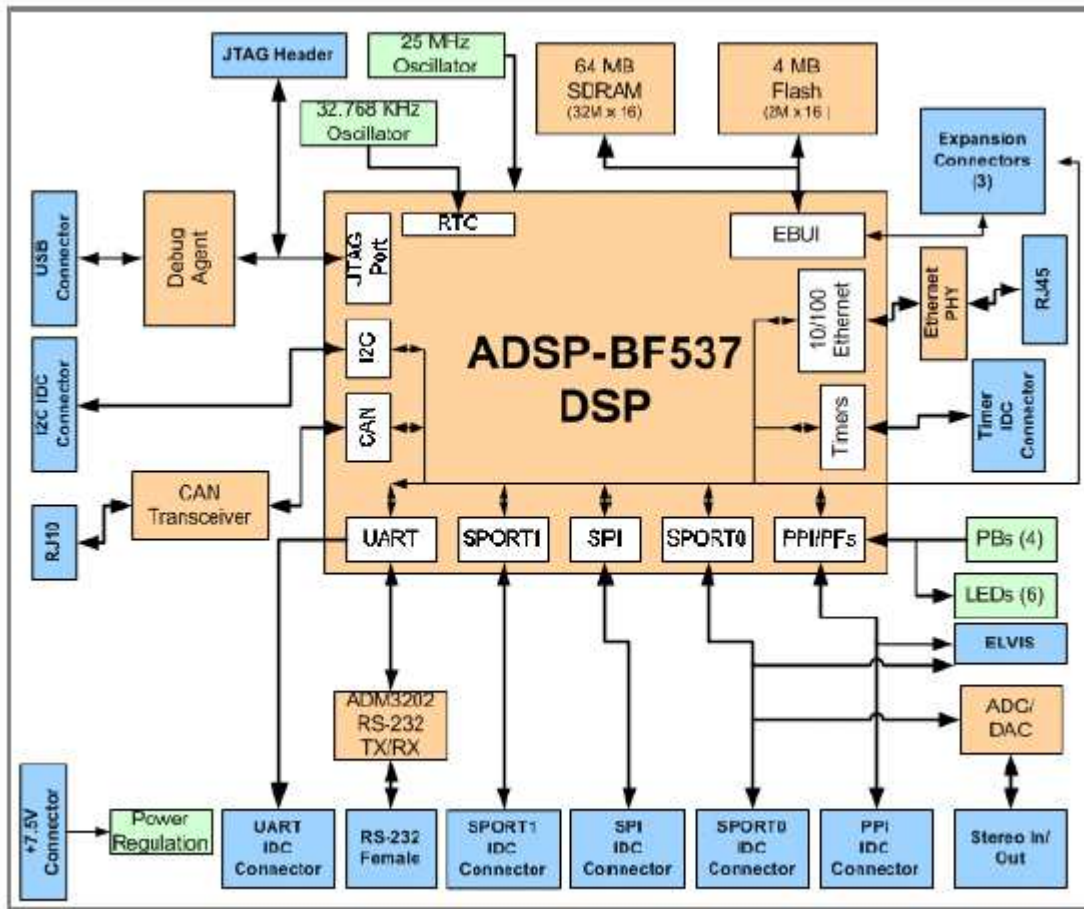 JTAG Header
25 MHz
Oscillator
64 MB
SDRAM
(32M x 16)
4 MB
Flash
(2M x 16)
32.768 KHz
Oscillator
Expansion
Connectors
(3)
RTC
EBUI
USB
Connector
Debug
Agent
JTAG
Port
10/100
Ethernet
Ethernet
PHY
RJ45
I2C IDC
Connector
I2C
ADSP-BF537
DSP
CAN
Timers
Timer
IDC
Connector
RJ10
CAN
Transceiver
UART
SPORT1
SPI
SPORT0
PPI/PFs
PBs (4)
LEDs (6)
ELVIS
ADM3202
RS-232
TX/RX
ADC/
DAC
+7.5V
Connector
Power
Regulation
UART
IDC
Connector
RS-232
Female
SPORT1
IDC
Connector
SPI
IDC
Connector
SPORT0
IDC
Connector
PPI
IDC
Connector
Stereo In/
Out